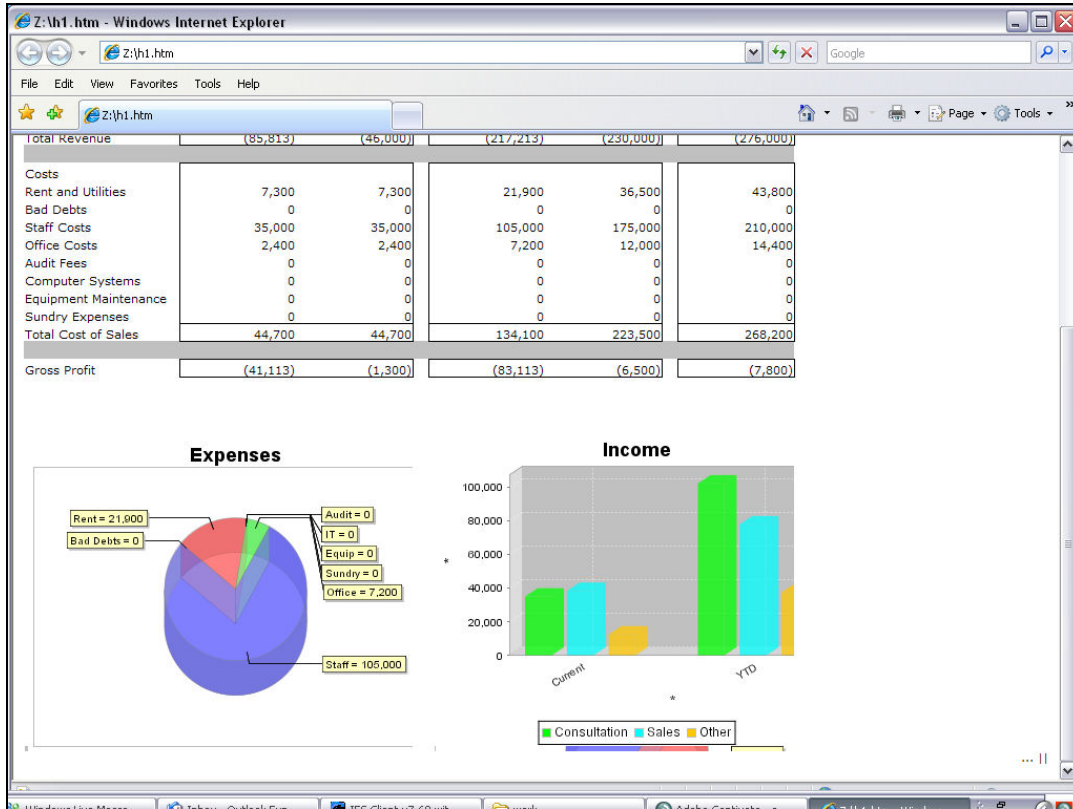 Z:\h1.htm - Windows Internet Explorer
Z:\h1.htm
Google
File Edit View Favorites Tools Help
Z:\h1.htm
Page Tools
Total Revenue (85,813) (46,000) (217,213) (230,000) (276,000)
Costs
Rent and Utilities 7,300 7,300 21,900 36,500 43,800
Bad Debts 0 0 0 0 0
Staff Costs 35,000 35,000 105,000 175,000 210,000
Office Costs 2,400 2,400 7,200 12,000 14,400
Audit Fees 0 0 0 0 0
Computer Systems 0 0 0 0 0
Equipment Maintenance 0 0 0 0 0
Sundry Expenses 0 0 0 0 0
Total Cost of Sales 44,700 44,700 134,100 223,500 268,200
Gross Profit (41,113) (1,300) (83,113) (6,500) (7,800)
Expenses
Rent = 21,900
Bad Debts = 0
Audit = 0
IT = 0
Equip = 0
Sundry = 0
Office = 7,200
Staff = 105,000
Income
100,000
80,000
60,000
40,000
20,000
0
*
Current YTD
*
Consultation Sales Other
... ||